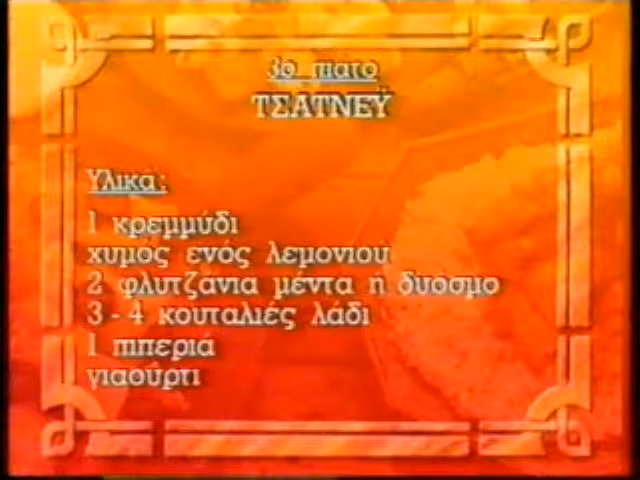 3ο πιάτο
ΤΣΑΤΝΕΫ
Υλικά:
1 κρεμμύδι
χυμός ενός λεμονιού
2 φλυτζάνια μέντα ή δυόσμο
3-4 κουταλιές λάδι
1 πιπεριά
γιαούρτι